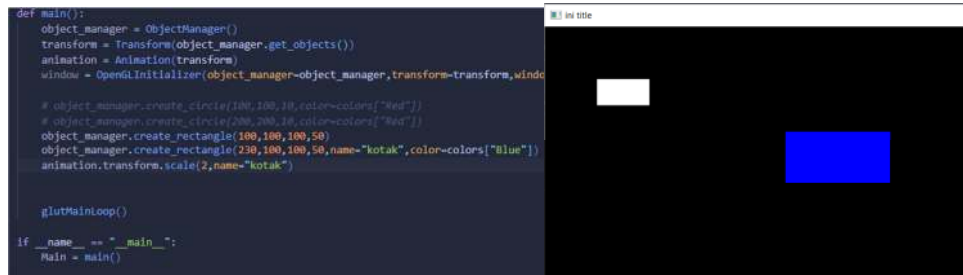 def main():
object_manager = ObjectManager()
transform = Transform(object_manager.get_objects())
animation = Animation(transform)
window = OpenGLInitializer(object_manager=object_manager,transform=transform,windo
# object_manager.create_circle(100,100,10,color=colors["Red"])
# object_manager.create_circle(200,200,10,color=colors["Red"])
object_manager.create_rectangle(100,100,100,50)
object_manager.create_rectangle(230,100,100,50,name="kotak",color=colors["Blue"])
animation.transform.scale(2,name="kotak")
glutMainLoop()
if __name__ == "__main__":
Main = main()
ini title